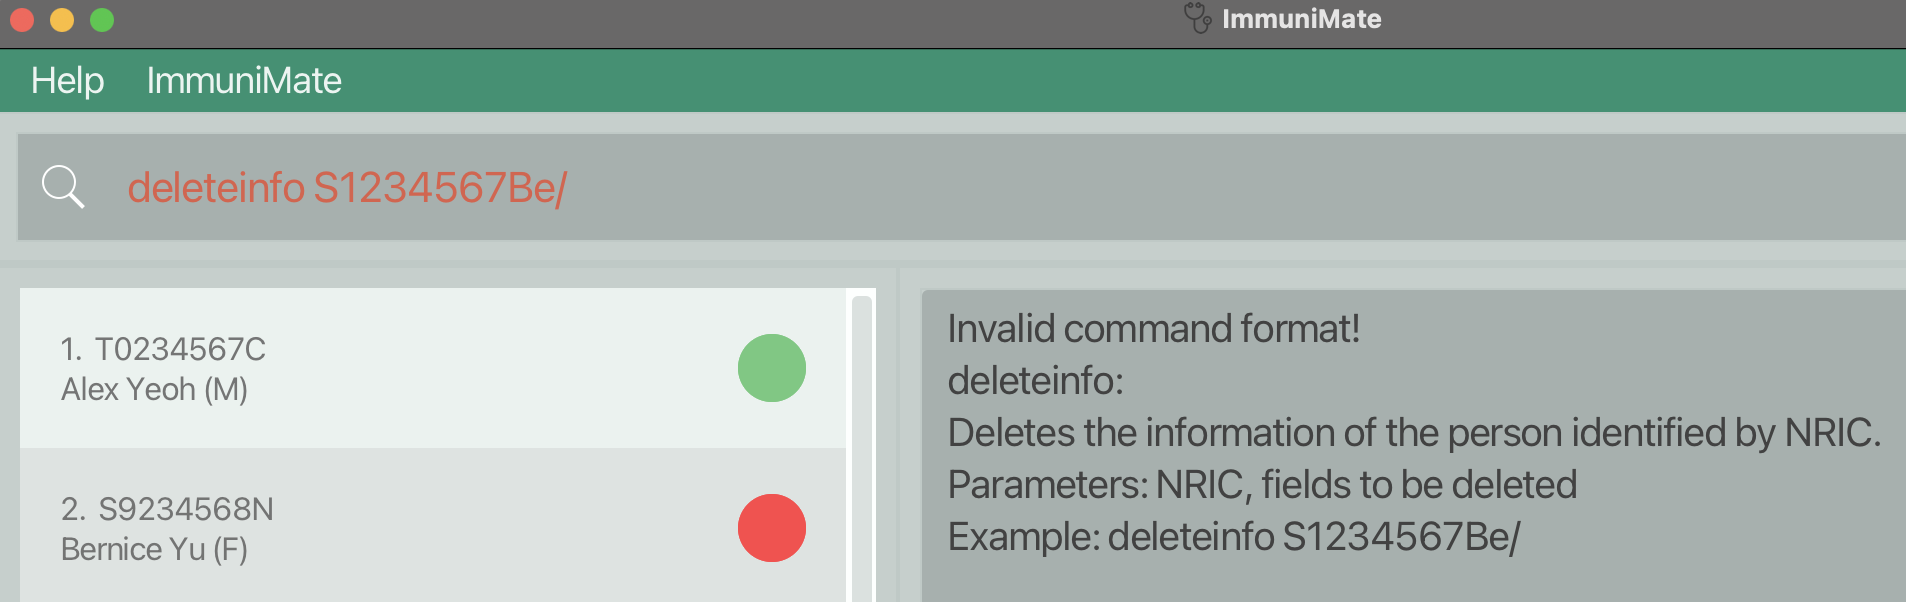 ImmuniMate
Help ImmuniMate
deleteinfo S1234567Be/
1. T0234567C
Alex Yeoh (M)
2. S9234568N
Bernice Yu (F)
Invalid command format!
deleteinfo:
Deletes the information of the person identified by NRIC.
Parameters: NRIC, fields to be deleted
Example: deleteinfo S1234567Be/